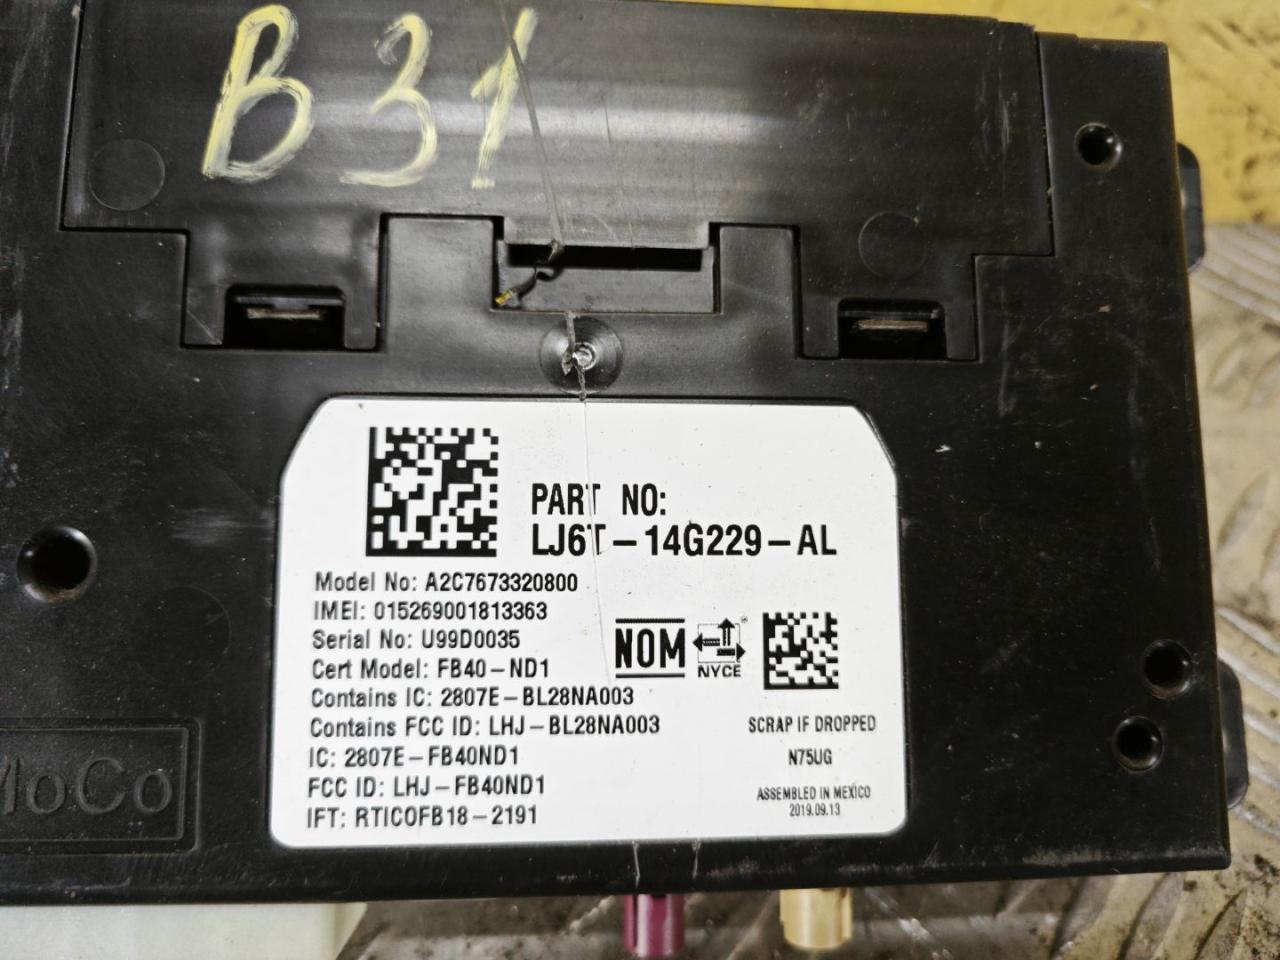 B31
PART NO:
LJ6T-14G229-AL
Model No: A2C7673320800
IMEI: 015269001813363
Serial No: U99D0035
Cert Model: FB40-ND1
Contains IC: 2807E-BL28NA003
Contains FCC ID: LHJ-BL28NA003
IC: 2807E-FB40ND1
FCC ID: LHJ-FB40ND1
IFT: RTICOFB18-2191
NOM
NYCE
SCRAP IF DROPPED
N75UG
ASSEMBLED IN MEXICO
2019.09.13
MoCo